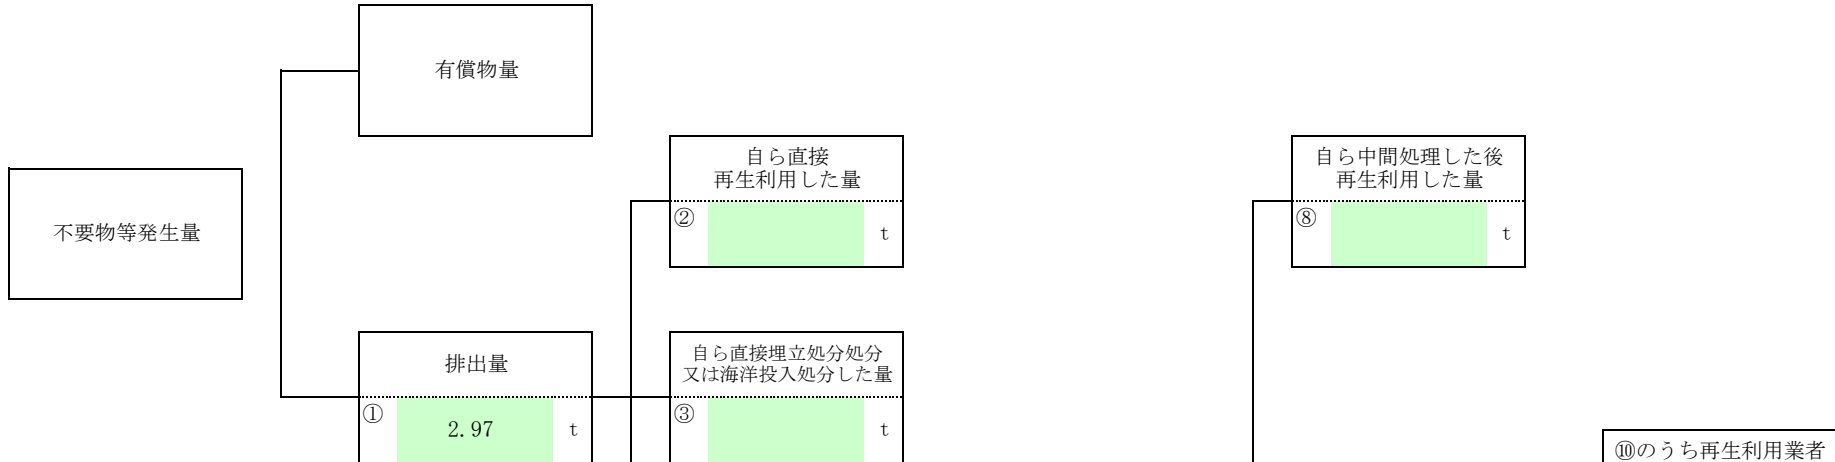 有償物量
自ら直接
再生利用した量
② t
自ら中間処理した後
再生利用した量
⑧ t
不要物等発生量
排出量
① 2.97 t
自ら直接埋立処分処分
又は海洋投入処分した量
③ t
⑩のうち再生利用業者